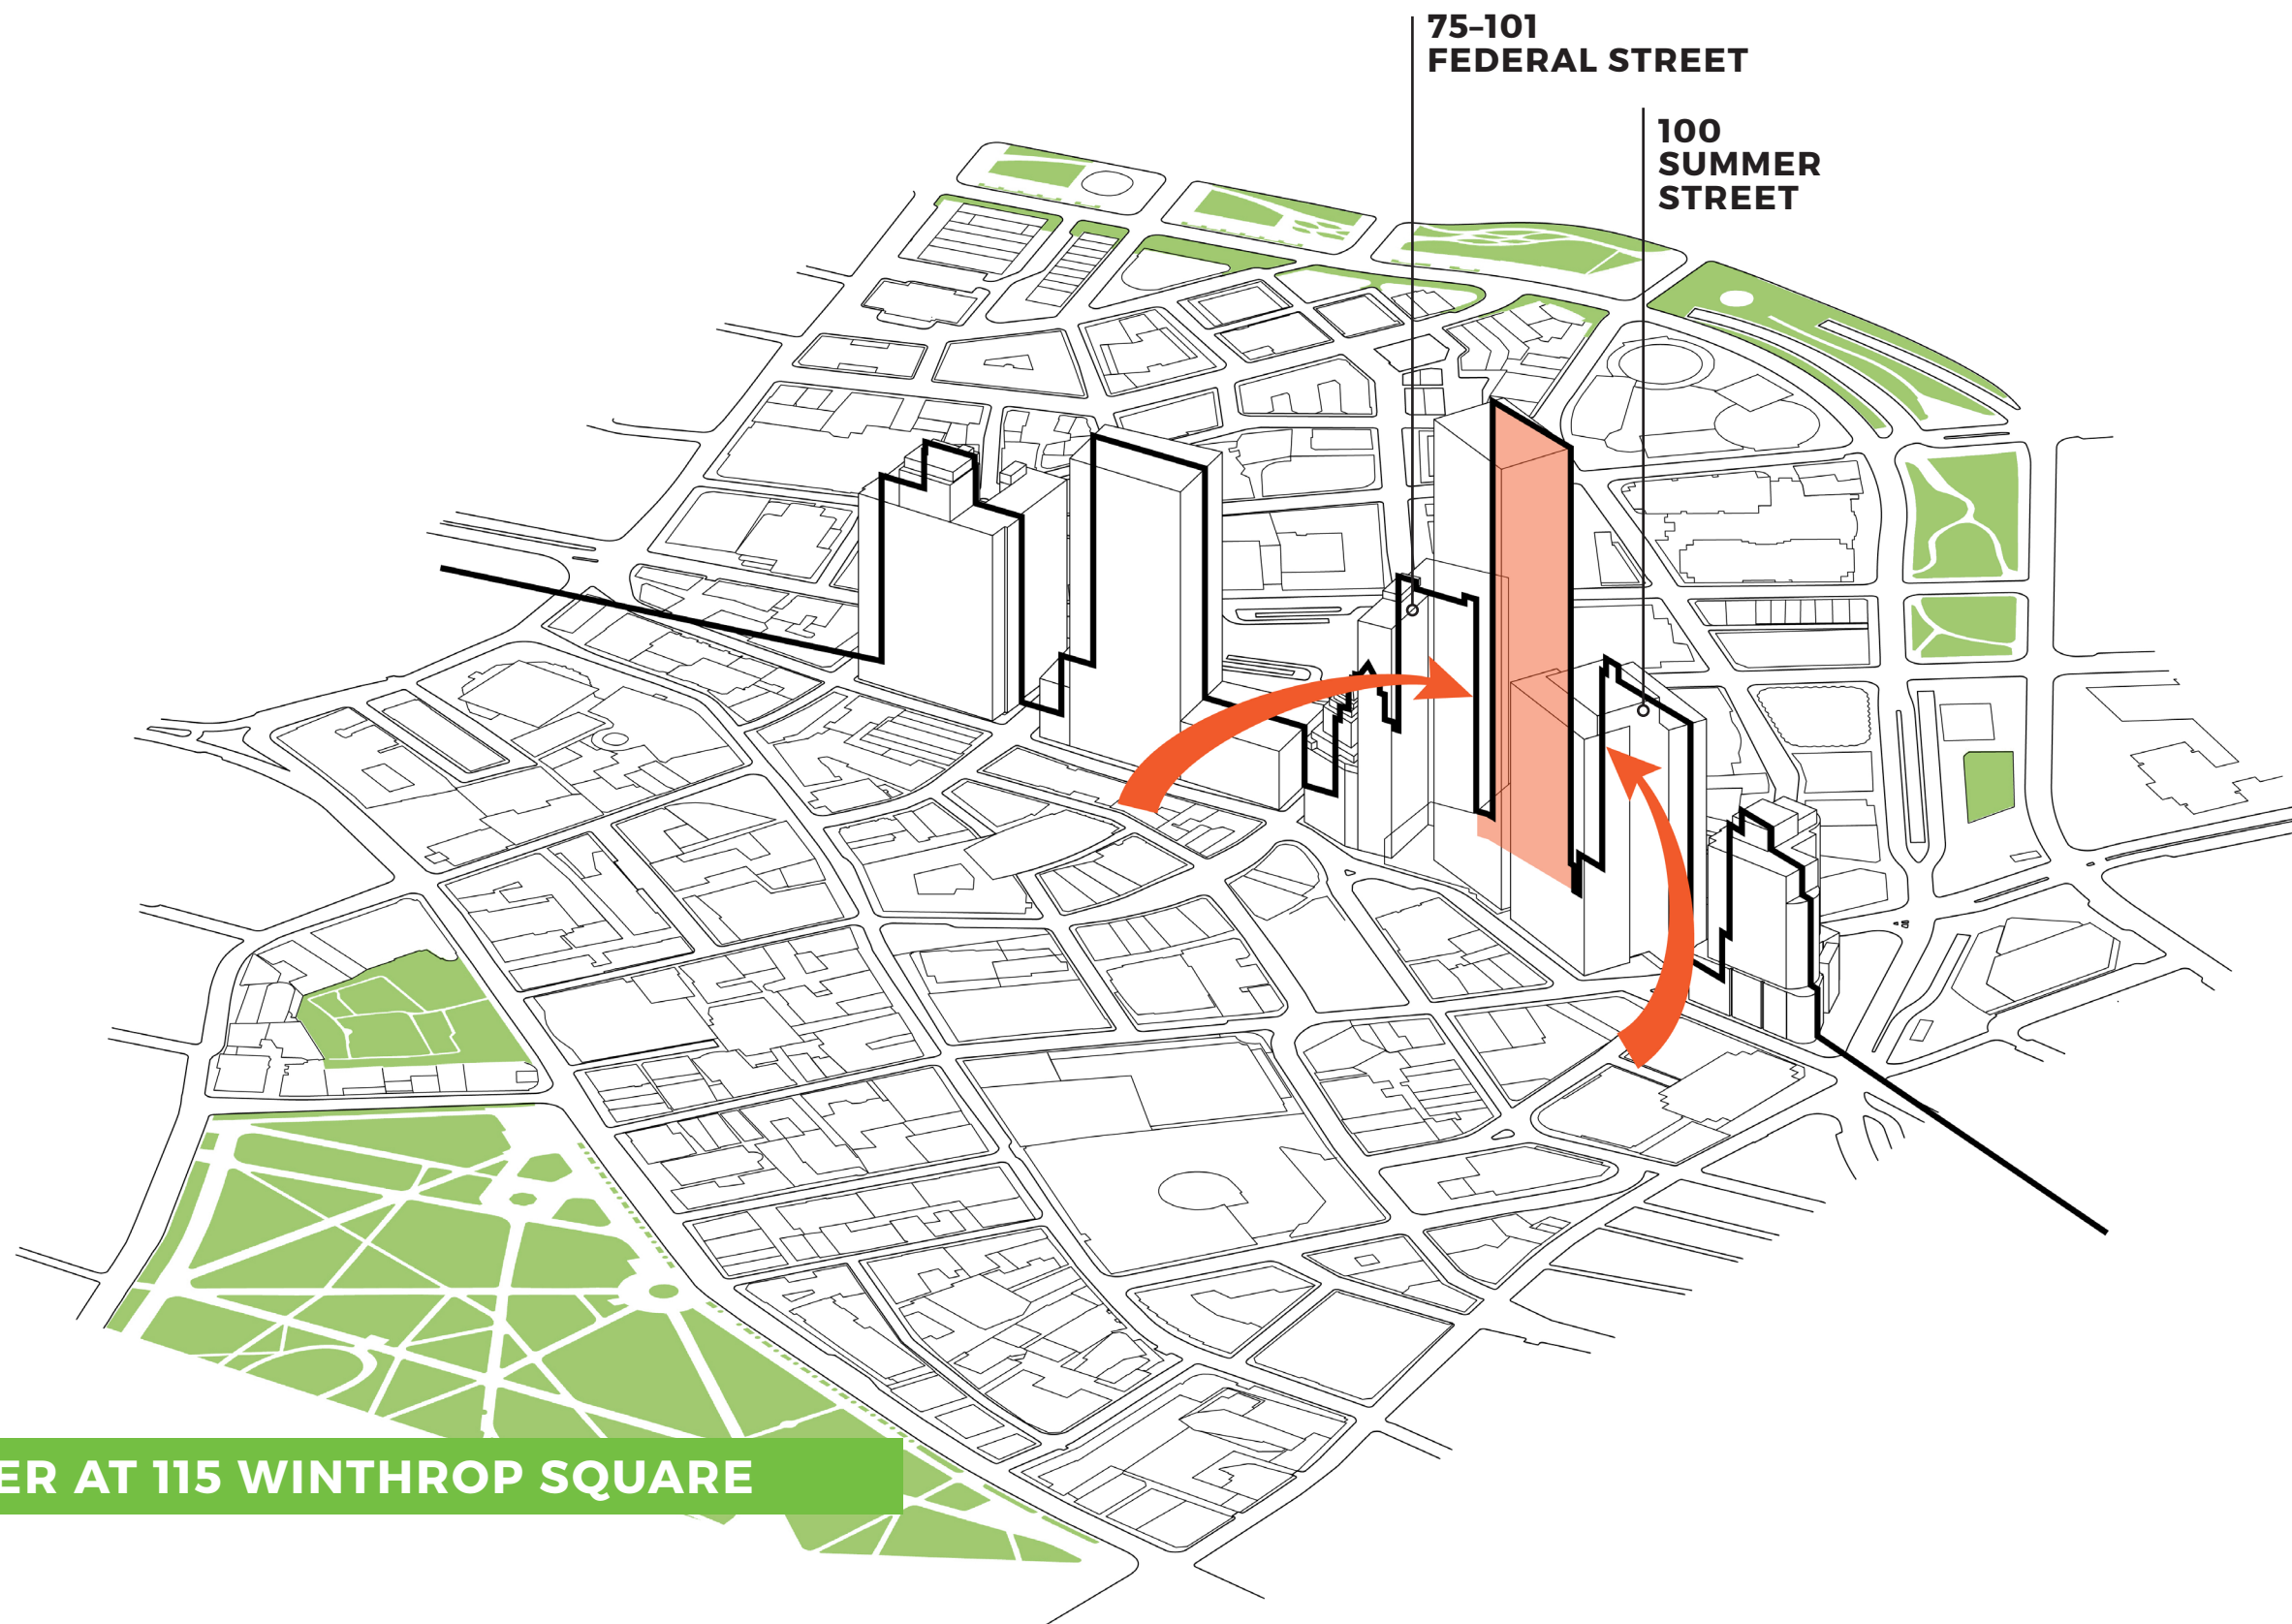 75–101
FEDERAL STREET
100
SUMMER
STREET
ER AT 115 WINTHROP SQUARE